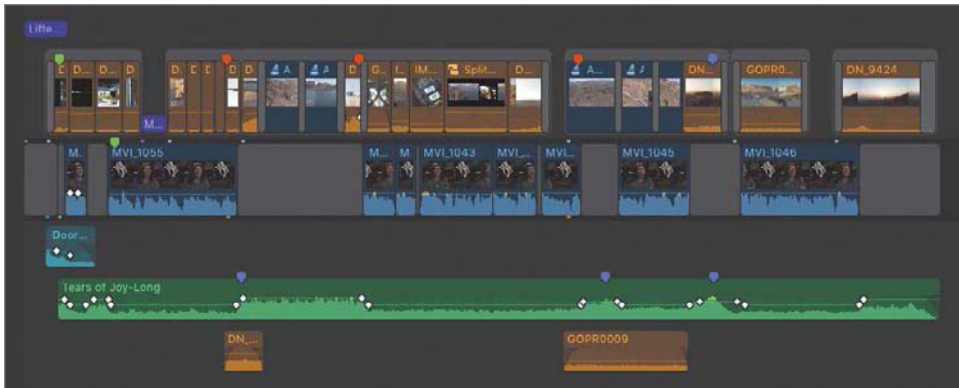 Lifte...
D... D... D D. D D A A D G.. I... IM... Split... D... A... A DN... GOPR0... DN_9424
M...
M. MVI_1055 M... M MVI_1043 MVI_... MVI... MVI_1045 MVI_1046
Door...
Tears of Joy-Long
DN_... GOPR0009